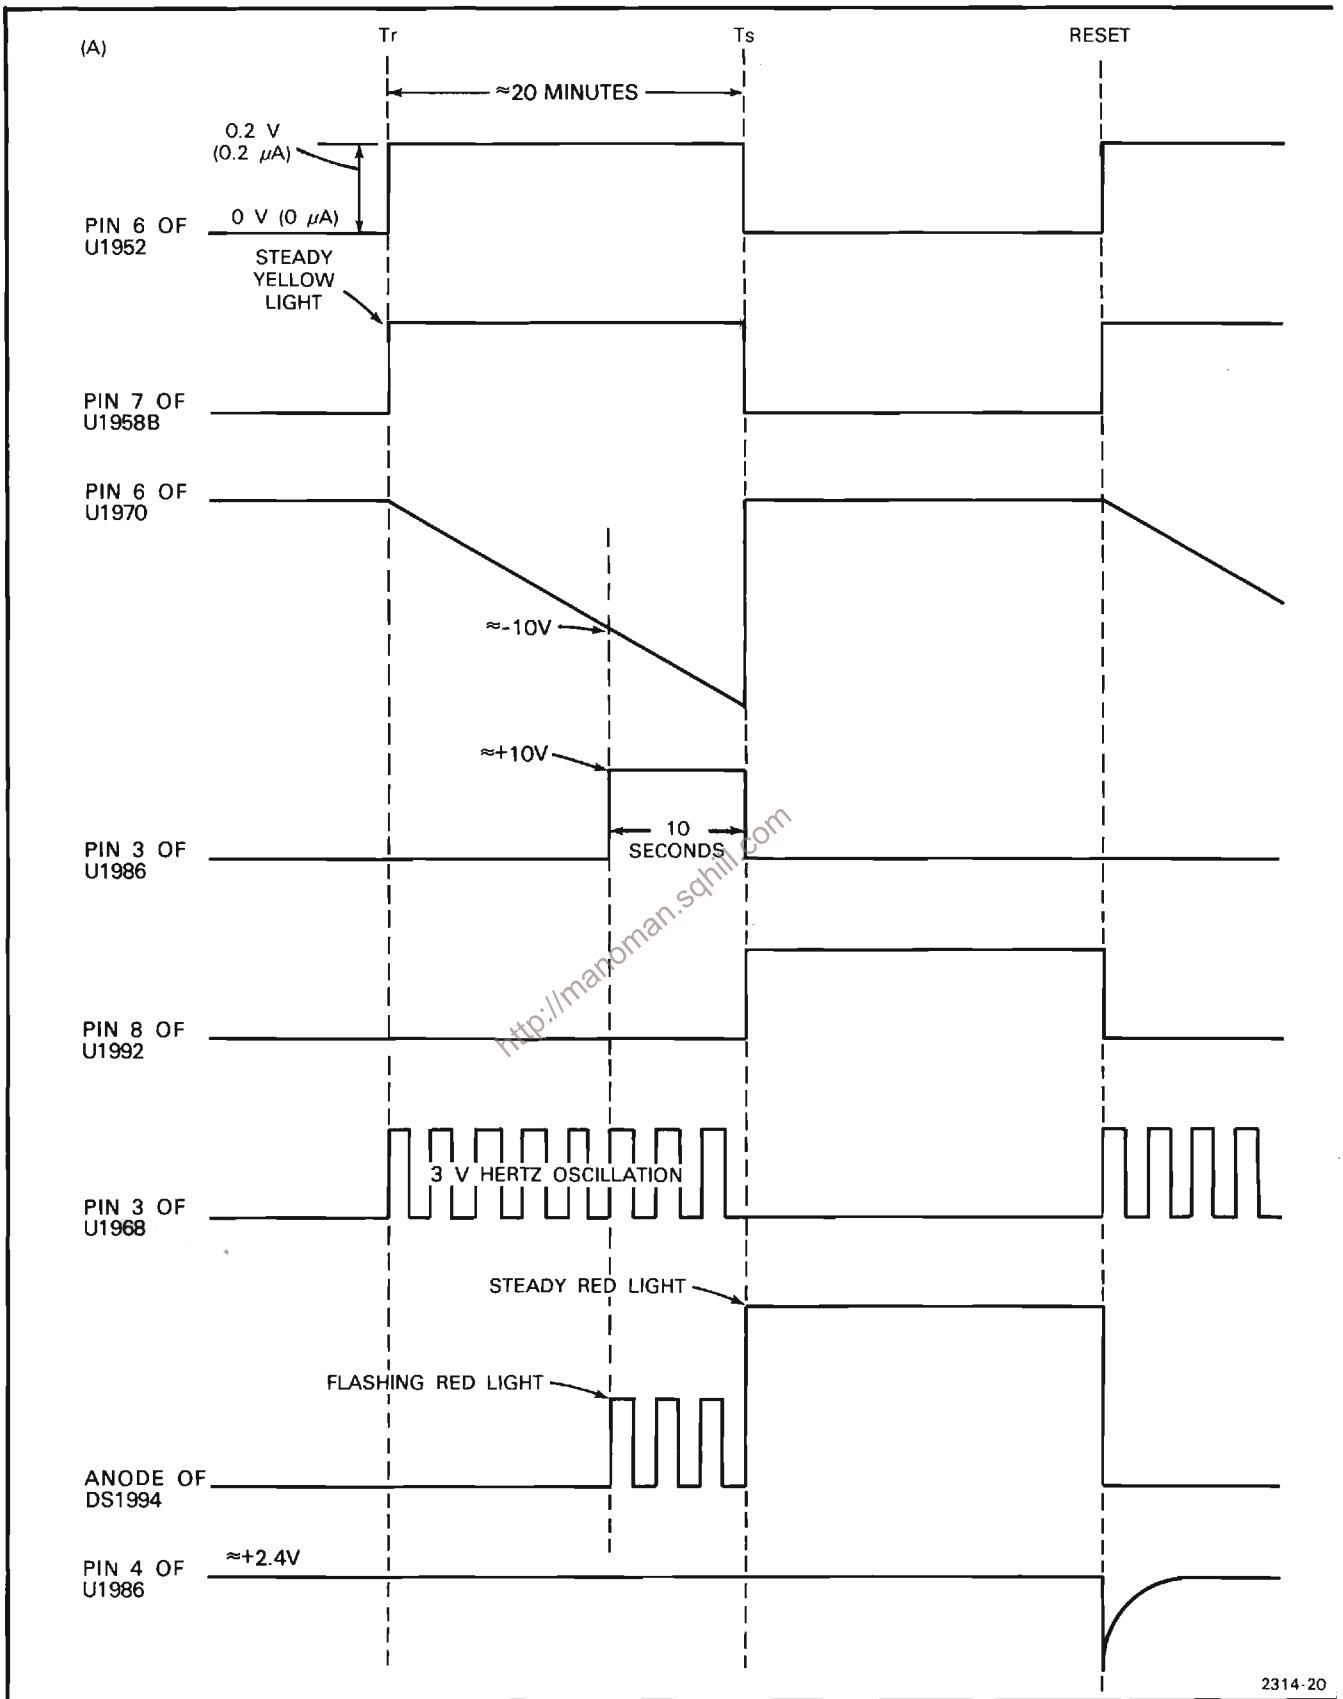 (A)
Tr
Ts
RESET
≈20 MINUTES
0.2 V
(0.2 μA)
0 V (0 μA)
PIN 6 OF
U1952
STEADY
YELLOW
LIGHT
PIN 7 OF
U1958B
PIN 6 OF
U1970
≈-10V
≈+10V
10
SECONDS
PIN 3 OF
U1986
http://manoman.sqhill.com
PIN 8 OF
U1992
3 V HERTZ OSCILLATION
PIN 3 OF
U1968
STEADY RED LIGHT
FLASHING RED LIGHT
ANODE OF
DS1994
≈+2.4V
PIN 4 OF
U1986
2314-20